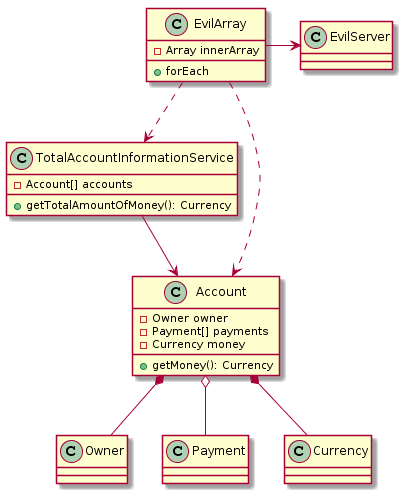 C EvilArray
Array innerArray
forEach
C EvilServer
C TotalAccountInformationService
Account[] accounts
getTotalAmountOfMoney(): Currency
C Account
Owner owner
Payment[] payments
Currency money
getMoney(): Currency
C Owner
C Payment
C Currency